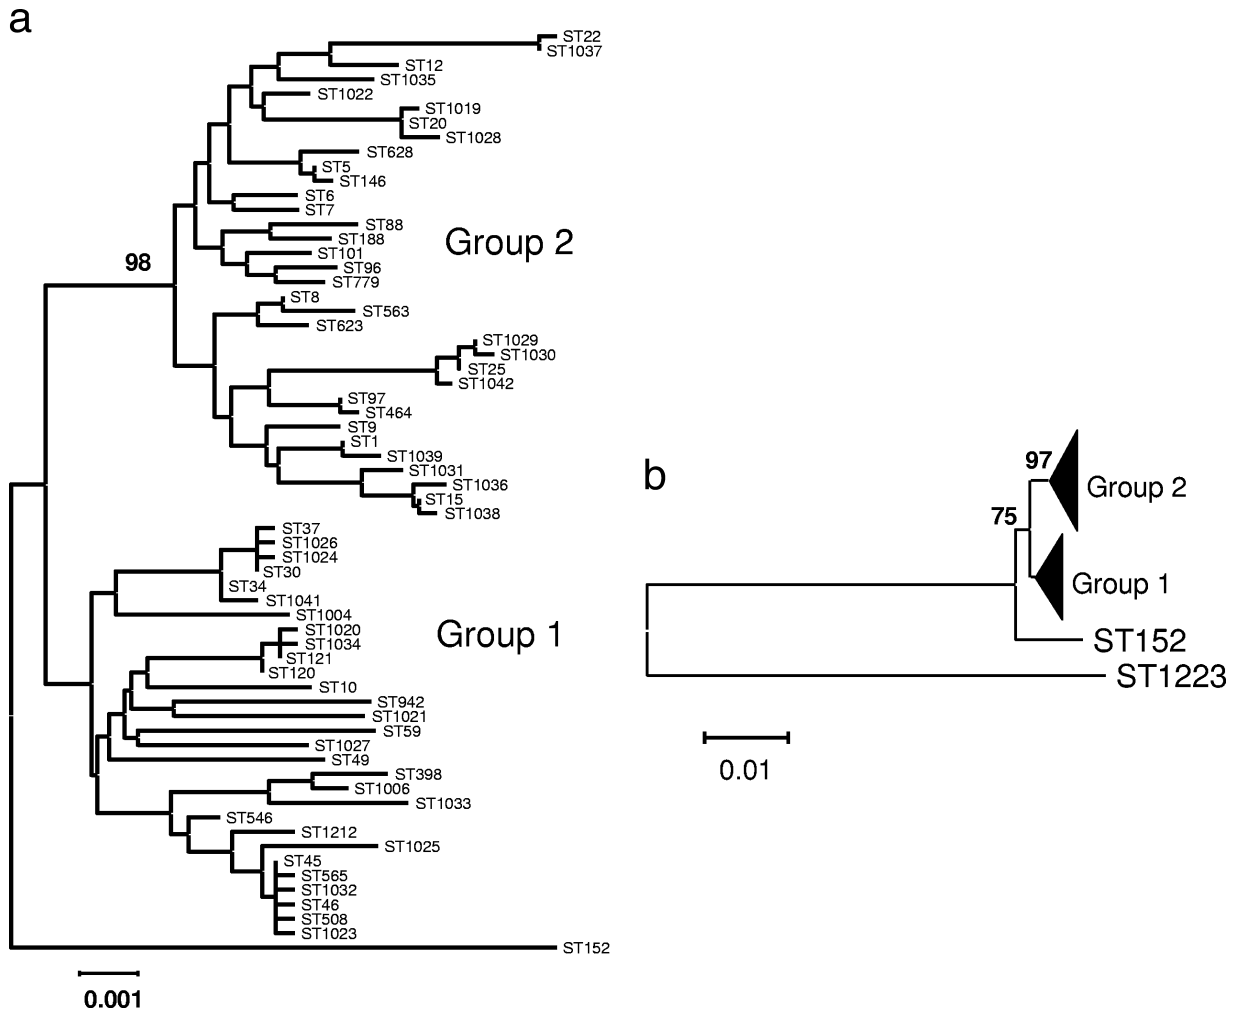 a
ST22
ST1037
ST12
ST1035
ST1022
ST1019
ST20
ST1028
ST628
ST5
ST146
ST6
ST7
ST88
ST188
ST101
ST96
ST779
98
Group 2
ST8
ST563
ST623
ST1029
ST1030
ST25
ST1042
ST97
ST464
ST9
ST1
ST1039
ST1031
ST1036
ST15
ST1038
ST37
ST1026
ST1024
ST30
ST34
ST1041
ST1004
ST1020
ST1034
ST121
ST120
Group 1
ST10
ST942
ST1021
ST59
ST1027
ST49
ST398
ST1006
ST1033
ST546
ST1212
ST1025
ST45
ST565
ST1032
ST46
ST508
ST1023
ST152
0.001
b
97
Group 2
75
Group 1
ST152
ST1223
0.01